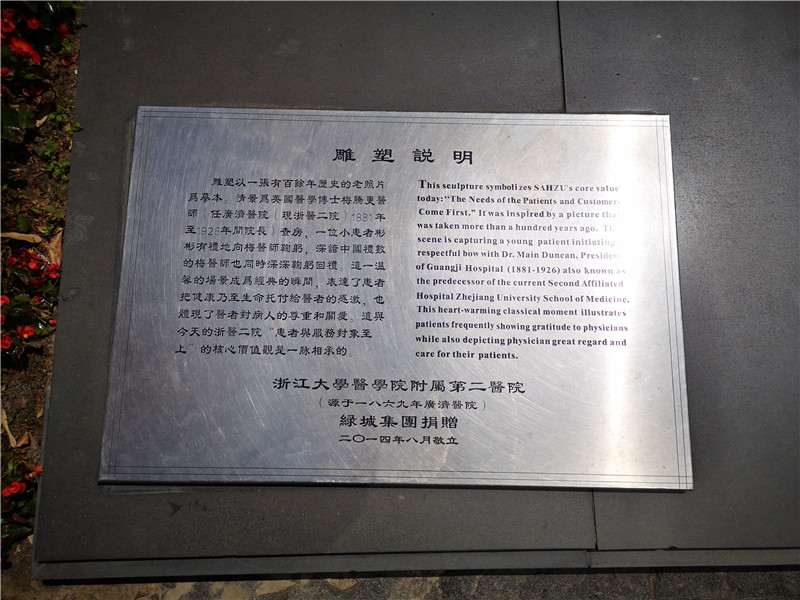 雕塑説明
雕塑以一張有百餘年歷史的老照片
爲摹本，情景爲英國醫學博士梅滕更醫
師（任廣濟醫院（現浙醫二院）1881年
至1926年間院長）查房，一位小患者彬
彬有禮地向梅醫師鞠躬，深諳中國禮數
的梅醫師也同時深深鞠躬回禮。這一温
馨的場景成爲經典的瞬間，表達了患者
把健康乃至生命托付給醫者的感激，也
體現了醫者對病人的尊重和關愛。這與
今天的浙醫二院“患者與服務對象至
上”的核心價值觀是一脉相承的。
This sculpture symbolizes SAHZU's core value
today: “The Needs of the Patients and Customers
Come First.” It was inspired by a picture that
was taken more than a hundred years ago. The
scene is capturing a young patient initiating
respectful bow with Dr. Main Duncan, President
of Guangji Hospital (1881-1926) also known as
the predecessor of the current Second Affiliated
Hospital Zhejiang University School of Medicine.
This heart-warming classical moment illustrates
patients frequently showing gratitude to physicians
while also depicting physician great regard and
care for their patients.
浙江大學醫學院附屬第二醫院
（源于一八六九年廣濟醫院）
緑城集團捐贈
二〇一四年八月敬立